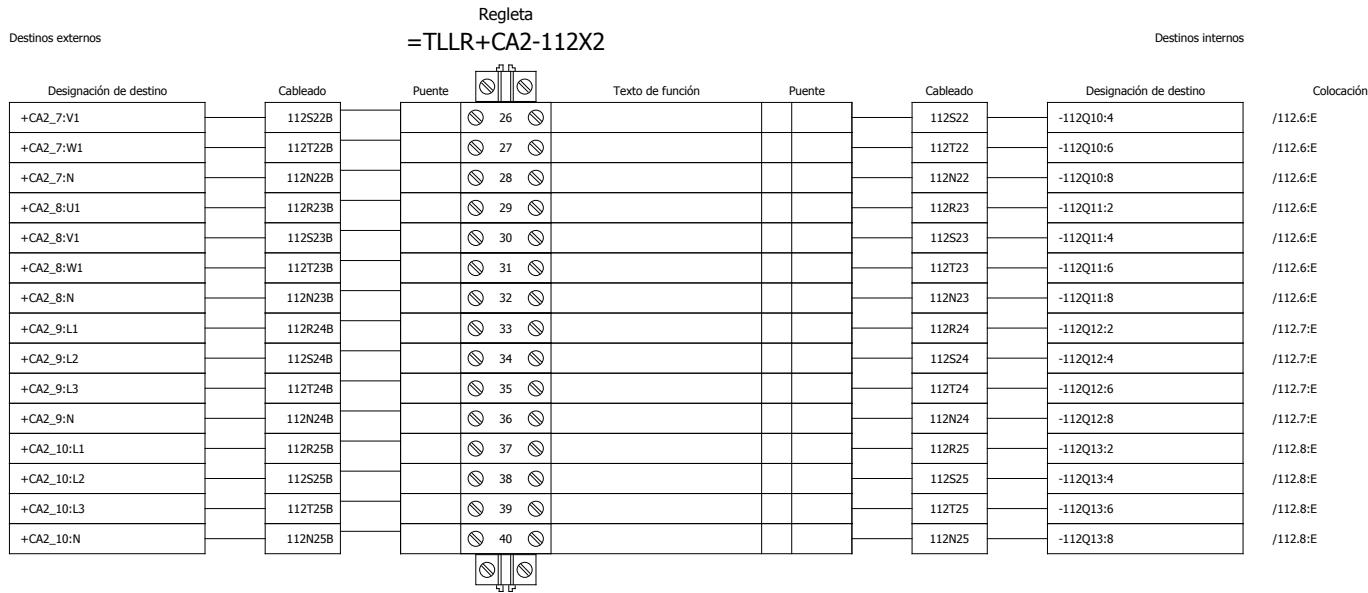 Regleta
Destinos externos =TLLR+CA2-112X2 Destinos internos
Designación de destino Cableado Puente Texto de función Puente Cableado Designación de destino Colocación
+CA2_7:V1 112S22B 26 112S22 -112Q10:4 /112.6:E
+CA2_7:W1 112T22B 27 112T22 -112Q10:6 /112.6:E
+CA2_7:N 112N22B 28 112N22 -112Q10:8 /112.6:E
+CA2_8:U1 112R23B 29 112R23 -112Q11:2 /112.6:E
+CA2_8:V1 112S23B 30 112S23 -112Q11:4 /112.6:E
+CA2_8:W1 112T23B 31 112T23 -112Q11:6 /112.6:E
+CA2_8:N 112N23B 32 112N23 -112Q11:8 /112.6:E
+CA2_9:L1 112R24B 33 112R24 -112Q12:2 /112.7:E
+CA2_9:L2 112S24B 34 112S24 -112Q12:4 /112.7:E
+CA2_9:L3 112T24B 35 112T24 -112Q12:6 /112.7:E
+CA2_9:N 112N24B 36 112N24 -112Q12:8 /112.7:E
+CA2_10:L1 112R25B 37 112R25 -112Q13:2 /112.8:E
+CA2_10:L2 112S25B 38 112S25 -112Q13:4 /112.8:E
+CA2_10:L3 112T25B 39 112T25 -112Q13:6 /112.8:E
+CA2_10:N 112N25B 40 112N25 -112Q13:8 /112.8:E